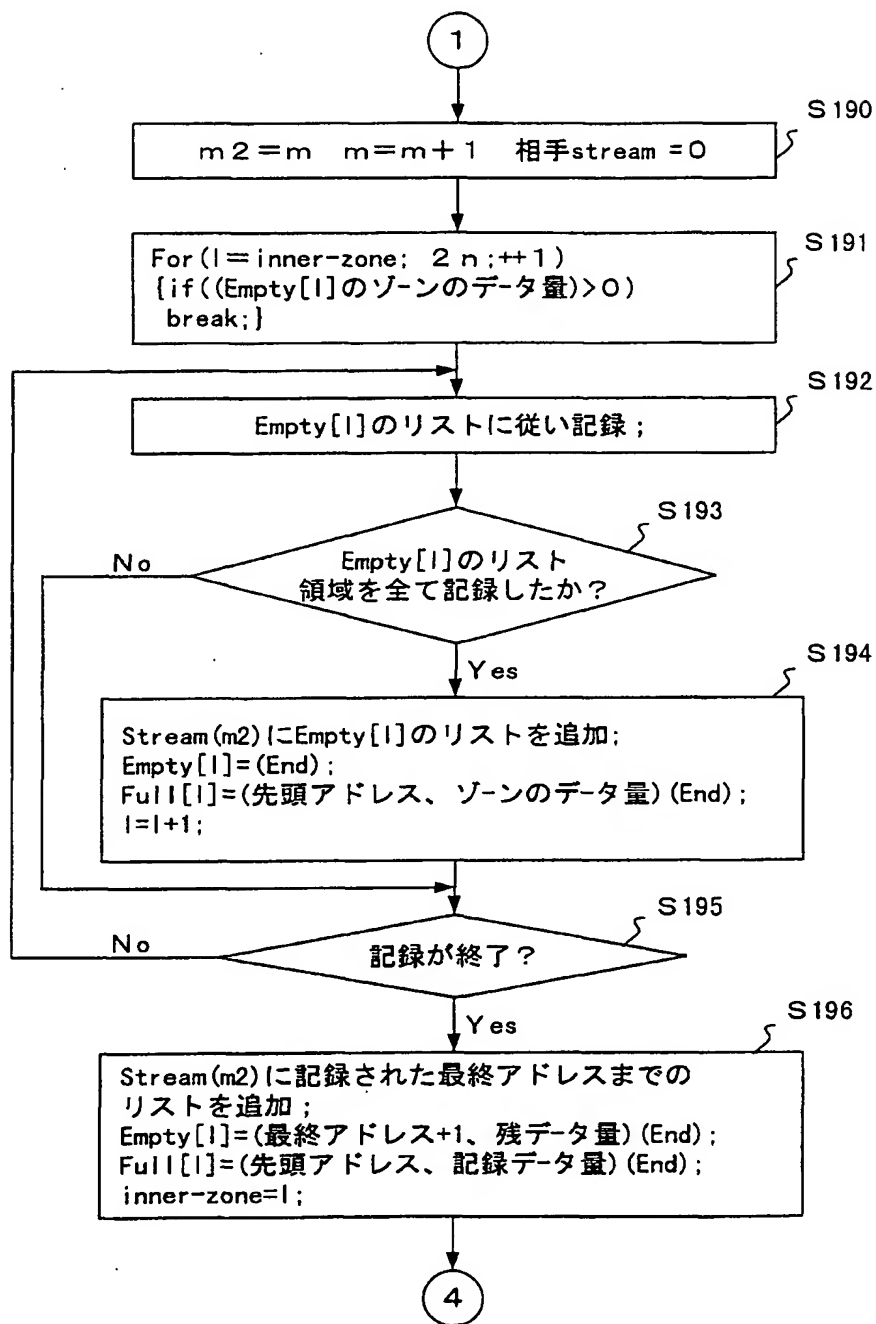 1
S190
m2=m m=m+1 相手stream =0
S191
For(l=inner-zone; 2n;++1)
{if((Empty[l]のゾーンのデータ量)>0)
break;}
S192
Empty[l]のリストに従い記録;
S193
No
Empty[l]のリスト
領域を全て記録したか?
Yes
S194
Stream(m2)にEmpty[l]のリストを追加;
Empty[l]=(End);
Full[l]=(先頭アドレス、ゾーンのデータ量)(End);
l=l+1;
S195
No
記録が終了?
Yes
S196
Stream(m2)に記録された最終アドレスまでの
リストを追加;
Empty[l]=(最終アドレス+1、残データ量)(End);
Full[l]=(先頭アドレス、記録データ量)(End);
inner-zone=l;
4